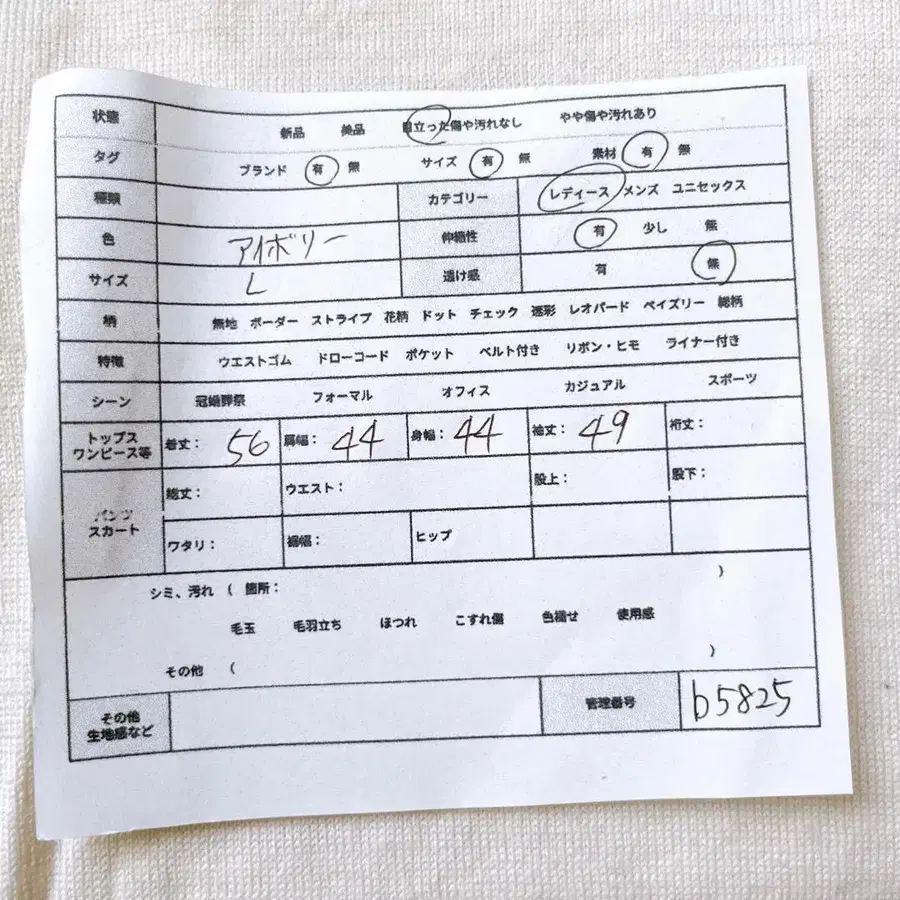 状態 新品 美品 目立った傷や汚れなし やや傷や汚れあり
タグ ブランド 有 無 サイズ 有 無 素材 有 無
種類 カテゴリー レディース メンズ ユニセックス
色 アイボリー 伸縮性 有 少し 無
サイズ L 透け感 有 無
柄 無地 ボーダー ストライプ 花柄 ドット チェック 迷彩 レオパード ペイズリー 総柄
特徴 ウエストゴム ドローコード ポケット ベルト付き リボン・ヒモ ライナー付き
シーン 冠婚葬祭 フォーマル オフィス カジュアル スポーツ
トップス
ワンピース等 着丈: 56 肩幅: 44 身幅: 44 袖丈: 49 裄丈:
パンツ
スカート 総丈: ウエスト: 股上: 股下:
ワタリ: 裾幅: ヒップ
シミ、汚れ ( 箇所: )
毛玉 毛羽立ち ほつれ こすれ傷 色褪せ 使用感
その他 ( )
その他
生地感など 管理番号 b5825